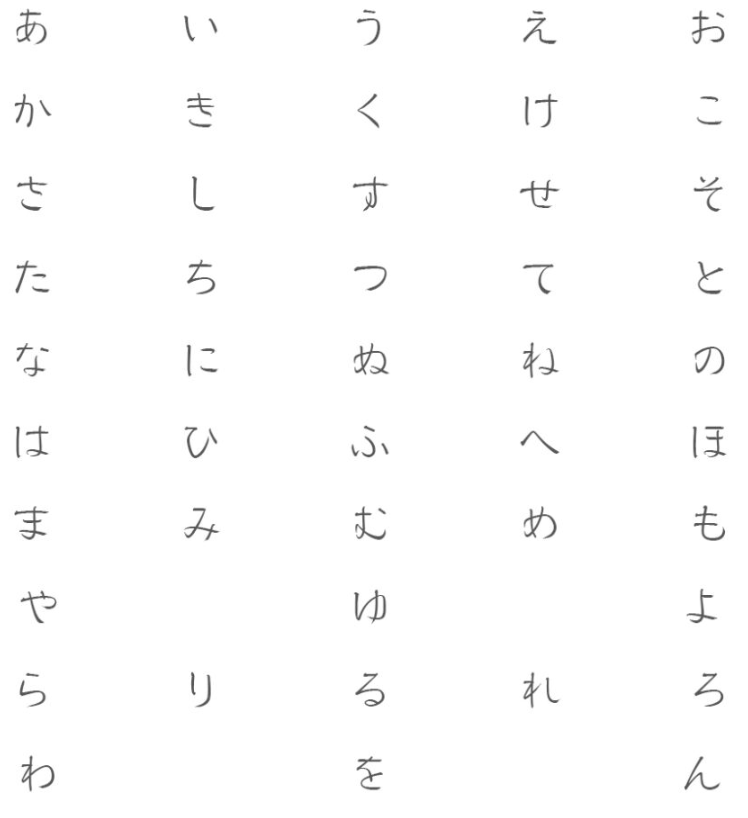 あ い う え お
か き く け こ
さ し す せ そ
た ち つ て と
な に ぬ ね の
は ひ ふ へ ほ
ま み む め も
や ゆ よ
ら り る れ ろ
わ を ん